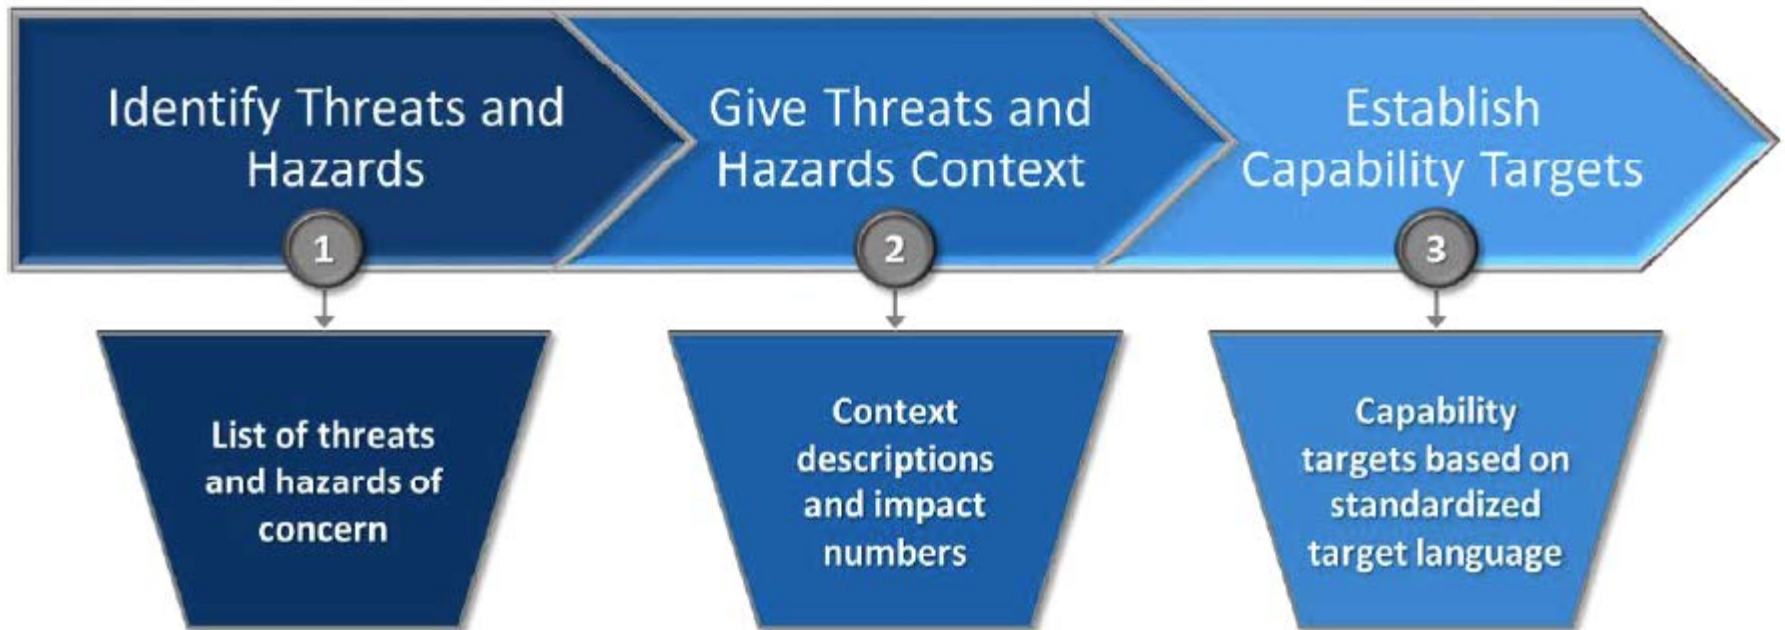 Identify Threats and
Hazards
Give Threats and
Hazards Context
Establish
Capability Targets
1
2
3
List of threats
and hazards of
concern
Context
descriptions
and impact
numbers
Capability
targets based on
standardized
target language